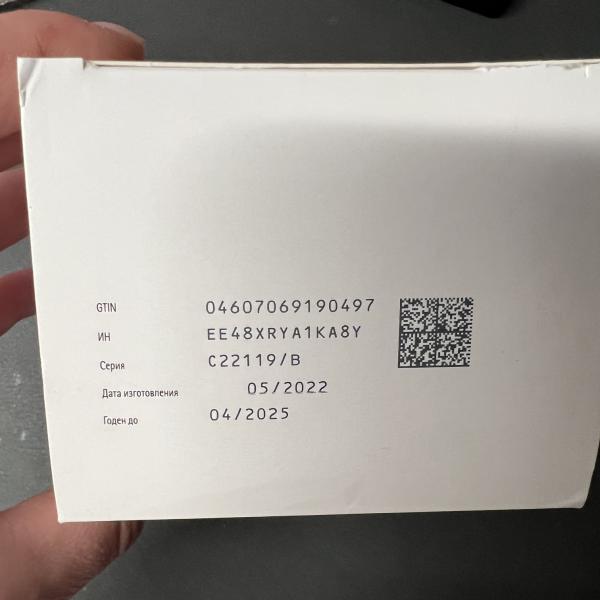 GTIN 04607069190497
ИН EE48XRYA1KA8Y
Серия C22119/B
Дата изготовления 05/2022
Годен до 04/2025